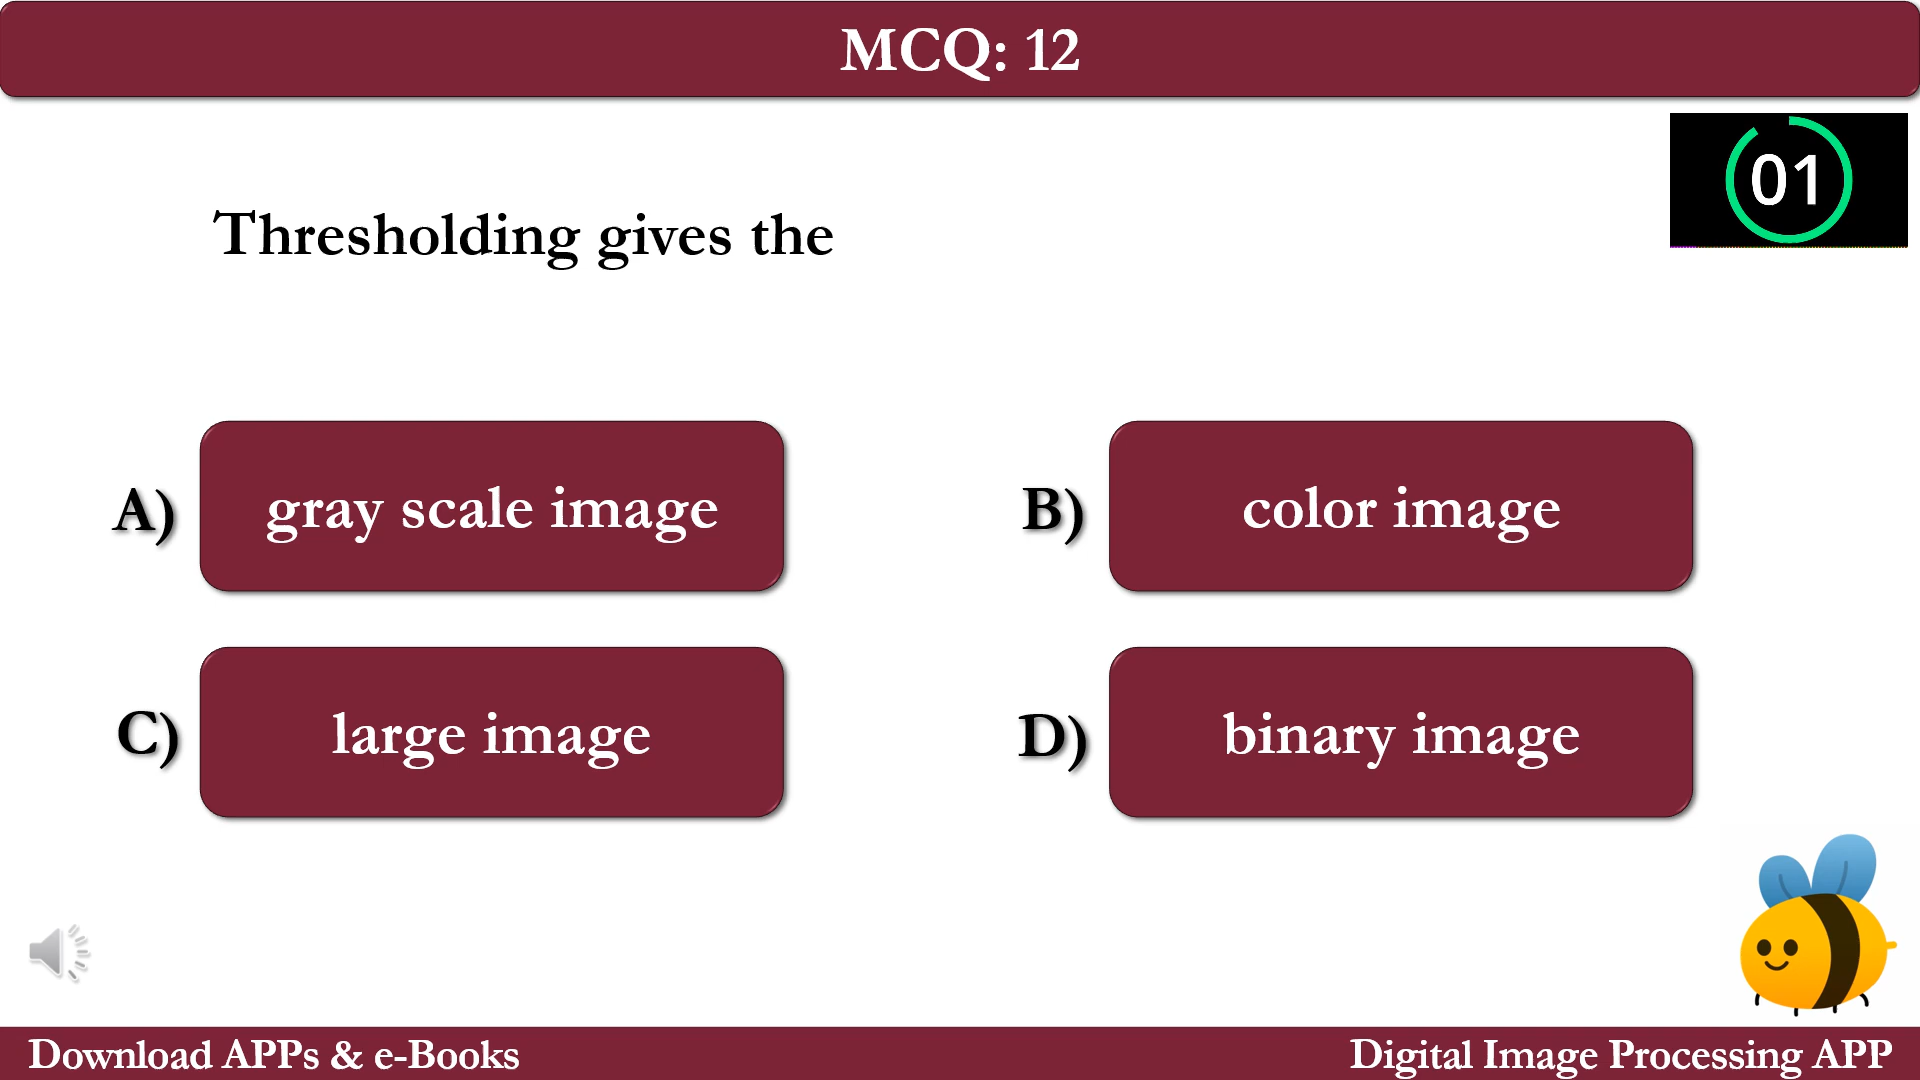 MCQ: 12
01
Thresholding gives the
A) gray scale image
B) color image
C) large image
D) binary image
Download APPs & e-Books
Digital Image Processing APP